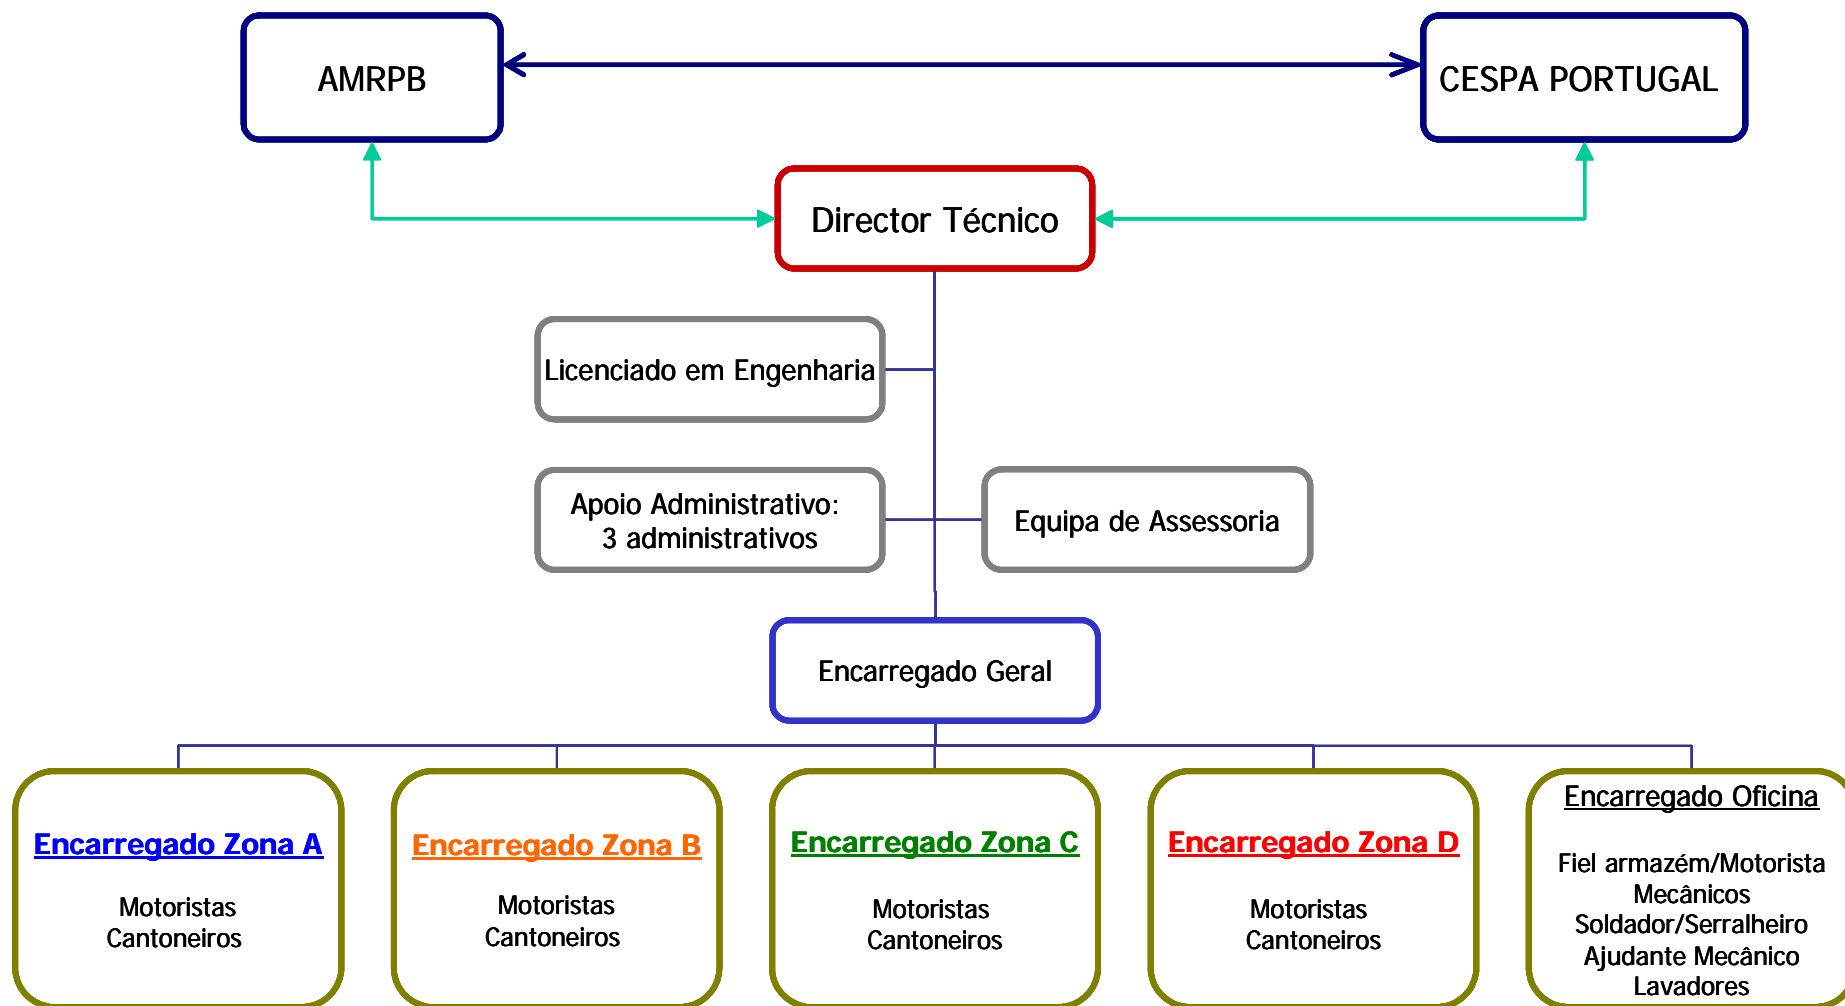 AMRPB
CESPA PORTUGAL
Director Técnico
Licenciado em Engenharia
Apoio Administrativo:
3 administrativos
Equipa de Assessoria
Encarregado Geral
Encarregado Zona A
Motoristas
Cantoneiros
Encarregado Zona B
Motoristas
Cantoneiros
Encarregado Zona C
Motoristas
Cantoneiros
Encarregado Zona D
Motoristas
Cantoneiros
Encarregado Oficina
Fiel armazém/Motorista
Mecânicos
Soldador/Serralheiro
Ajudante Mecânico
Lavadores